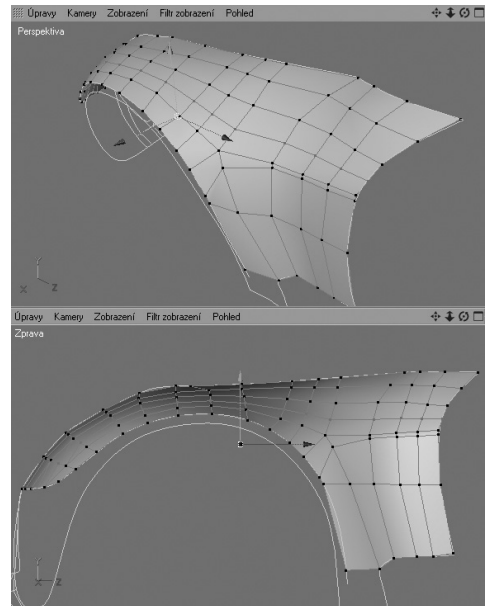 Úpravy Kamery Zobrazení Filtr zobrazení Pohled
Perspektiva
Y
X Z
Úpravy Kamery Zobrazení Filtr zobrazení Pohled
Zprava
Y
X Z